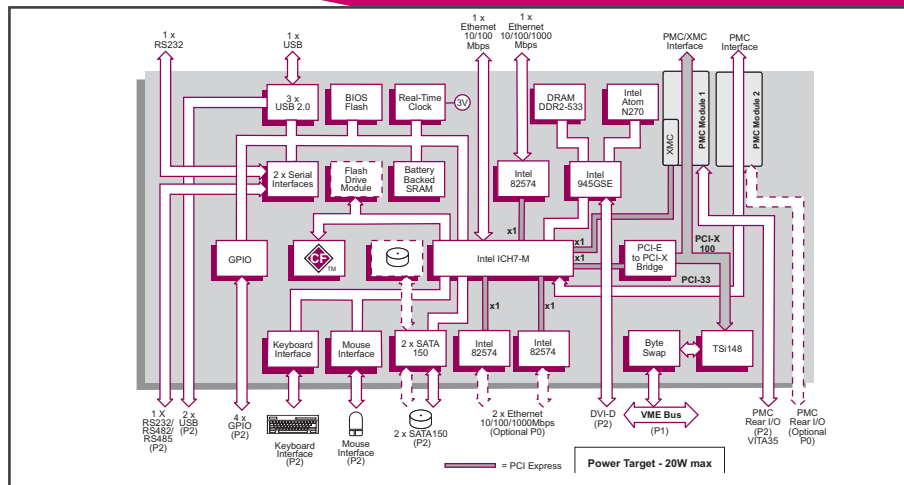 1 x
RS232
1 x
USB
1 x
Ethernet
10/100
Mbps
1 x
Ethernet
10/100/1000
Mbps
PMC/XMC
Interface
PMC
Interface
3 x
USB 2.0
BIOS
Flash
Real-Time
Clock
3V
DRAM
DDR2-533
Intel
Atom
N270
XMC
PMC Module 1
PMC Module 2
2 x Serial
Interfaces
Flash
Drive
Module
Battery
Backed
SRAM
Intel
82574
Intel
945GSE
x1
x1
x1
GPIO
CF
TM
Intel ICH7-M
PCI-E
to PCI-X
Bridge
PCI-X
100
PCI-33
x1
x1
Keyboard
Interface
Mouse
Interface
2 x SATA
150
Intel
82574
Intel
82574
Byte
Swap
TSi148
1 X
RS232/
RS482/
RS485
(P2)
2 x
USB
(P2)
4 x
GPIO
(P2)
Keyboard
Interface
(P2)
Mouse
Interface
(P2)
2 x SATA150
(P2)
2 x Ethernet
10/100/1000Mbps
(Optional P0)
DVI-D
(P2)
VME Bus
(P1)
PMC
Rear I/O
(P2)
VITA35
PMC
Rear I/O
(Optional
P0)
= PCI Express
Power Target - 20W max